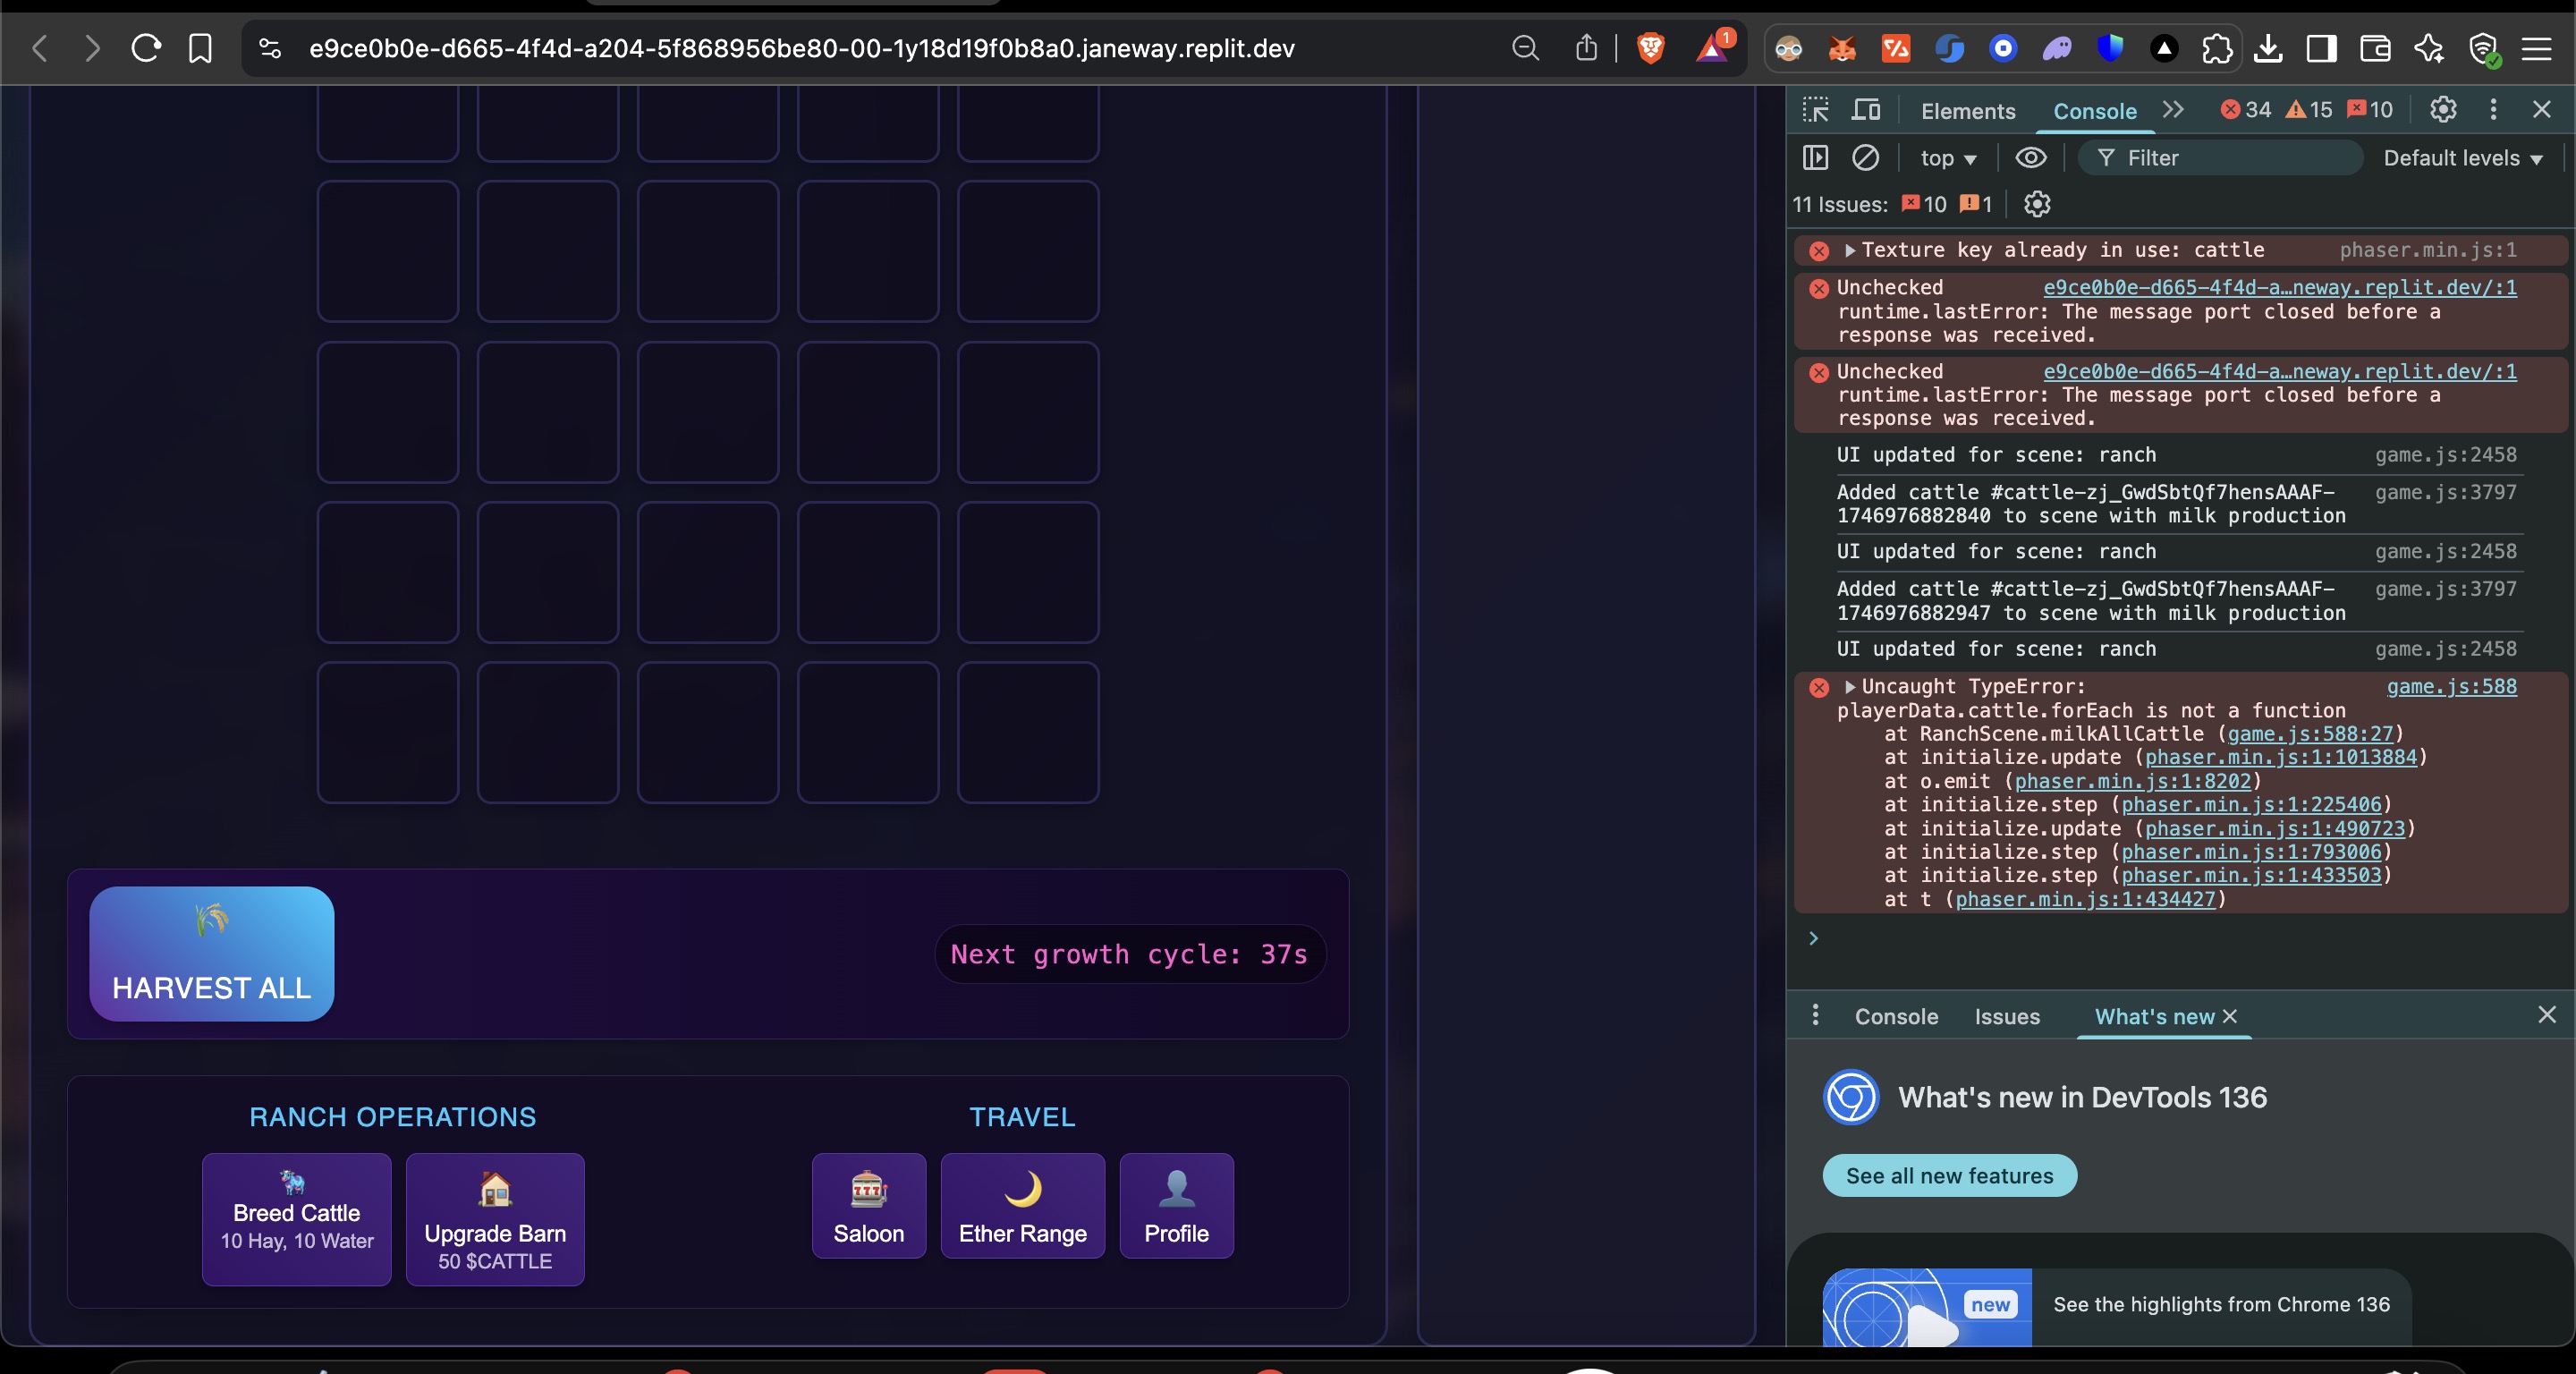 e9ce0b0e-d665-4f4d-a204-5f868956be80-00-1y18d19f0b8a0.janeway.replit.dev
1
Elements
Console
34
15
10
top
Filter
Default levels
11 Issues:
10
1
Texture key already in use: cattle phaser.min.js:1
Unchecked e9ce0b0e-d665-4f4d-a…neway.replit.dev/:1
runtime.lastError: The message port closed before a
response was received.
Unchecked e9ce0b0e-d665-4f4d-a…neway.replit.dev/:1
runtime.lastError: The message port closed before a
response was received.
UI updated for scene: ranch game.js:2458
Added cattle #cattle-zj_GwdSbtQf7hensAAAF- game.js:3797
1746976882840 to scene with milk production
UI updated for scene: ranch game.js:2458
Added cattle #cattle-zj_GwdSbtQf7hensAAAF- game.js:3797
1746976882947 to scene with milk production
UI updated for scene: ranch game.js:2458
Uncaught TypeError: game.js:588
playerData.cattle.forEach is not a function
at RanchScene.milkAllCattle (game.js:588:27)
at initialize.update (phaser.min.js:1:1013884)
at o.emit (phaser.min.js:1:8202)
at initialize.step (phaser.min.js:1:225406)
at initialize.update (phaser.min.js:1:490723)
at initialize.step (phaser.min.js:1:793006)
at initialize.step (phaser.min.js:1:433503)
at t (phaser.min.js:1:434427)
Console
Issues
What's new
What's new in DevTools 136
See all new features
new
See the highlights from Chrome 136
HARVEST ALL
Next growth cycle: 37s
RANCH OPERATIONS
Breed Cattle
10 Hay, 10 Water
Upgrade Barn
50 $CATTLE
TRAVEL
777
Saloon
Ether Range
Profile